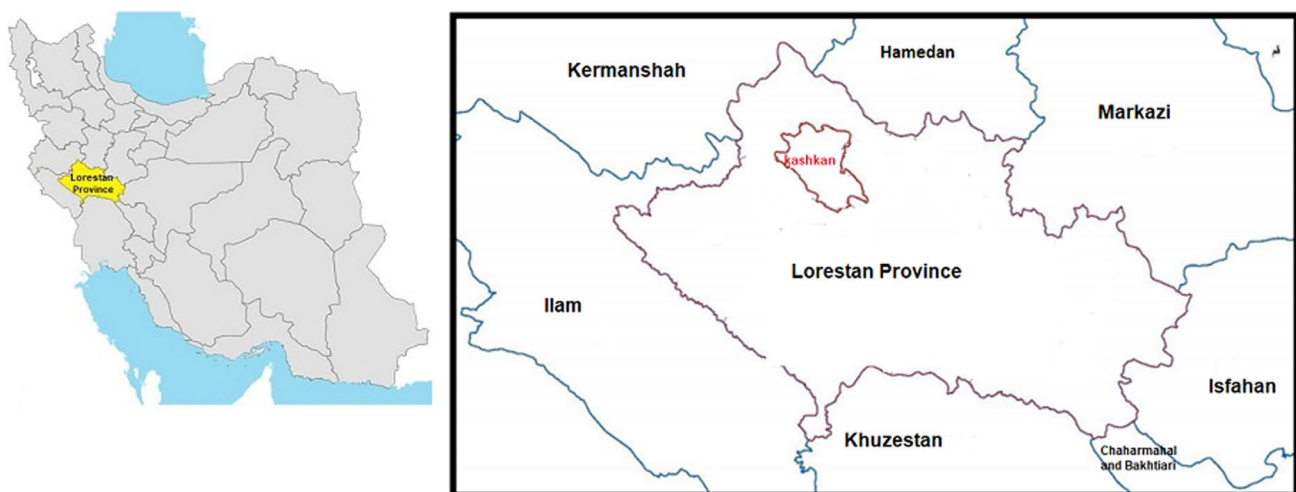 Lorestan
Province
Kermanshah
Hamedan
Markazi
kashkan
Lorestan Province
Ilam
Isfahan
Khuzestan
Chaharmahal
and Bakhtiari